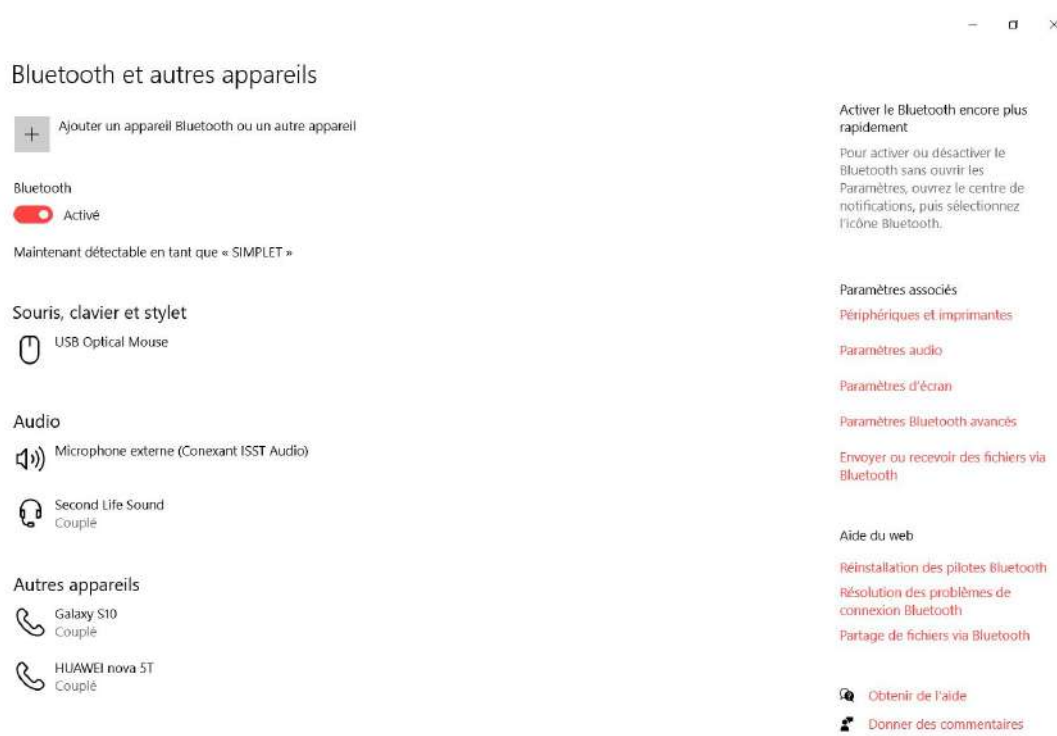 Bluetooth et autres appareils
Ajouter un appareil Bluetooth ou un autre appareil
Bluetooth
Activé
Maintenant détectable en tant que « SIMPLET »
Souris, clavier et stylet
USB Optical Mouse
Audio
Microphone externe (Conexant ISST Audio)
Second Life Sound
Couplé
Autres appareils
Galaxy S10
Couplé
HUAWEI nova 5T
Couplé
Activer le Bluetooth encore plus
rapidement
Pour activer ou désactiver le
Bluetooth sans ouvrir les
Paramètres, ouvrez le centre de
notifications, puis sélectionnez
l'icône Bluetooth.
Paramètres associés
Périphériques et imprimantes
Paramètres audio
Paramètres d'écran
Paramètres Bluetooth avancés
Envoyer ou recevoir des fichiers via
Bluetooth
Aide du web
Réinstallation des pilotes Bluetooth
Résolution des problèmes de
connexion Bluetooth
Partage de fichiers via Bluetooth
Obtenir de l'aide
Donner des commentaires